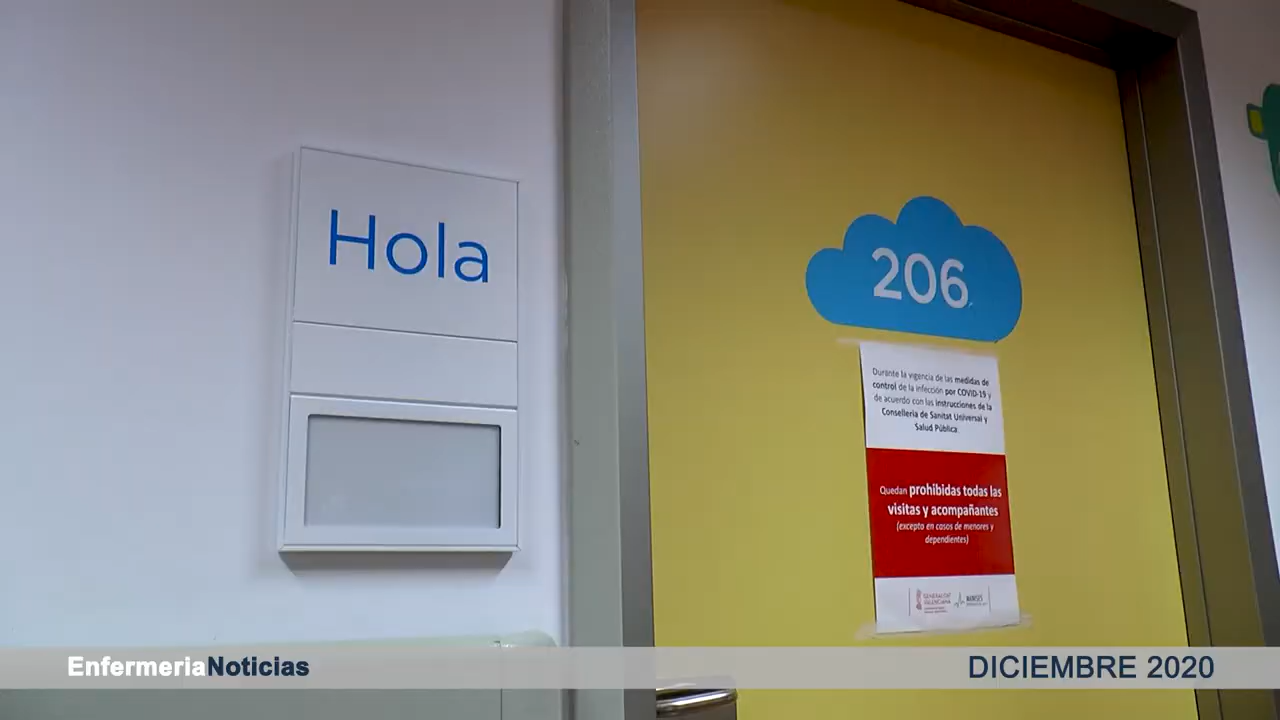 Hola
206
Durante la vigencia de las medidas de
control de la infección por COVID-19 y
de acuerdo con las instrucciones de la
Conselleria de Sanitat Universal y
Salud Pública:
Quedan prohibidas todas las
visitas y acompañantes
(excepto en casos de menores y
dependientes)
GENERALITAT
VALENCIANA
MANISES
EnfermeriaNoticias
DICIEMBRE 2020